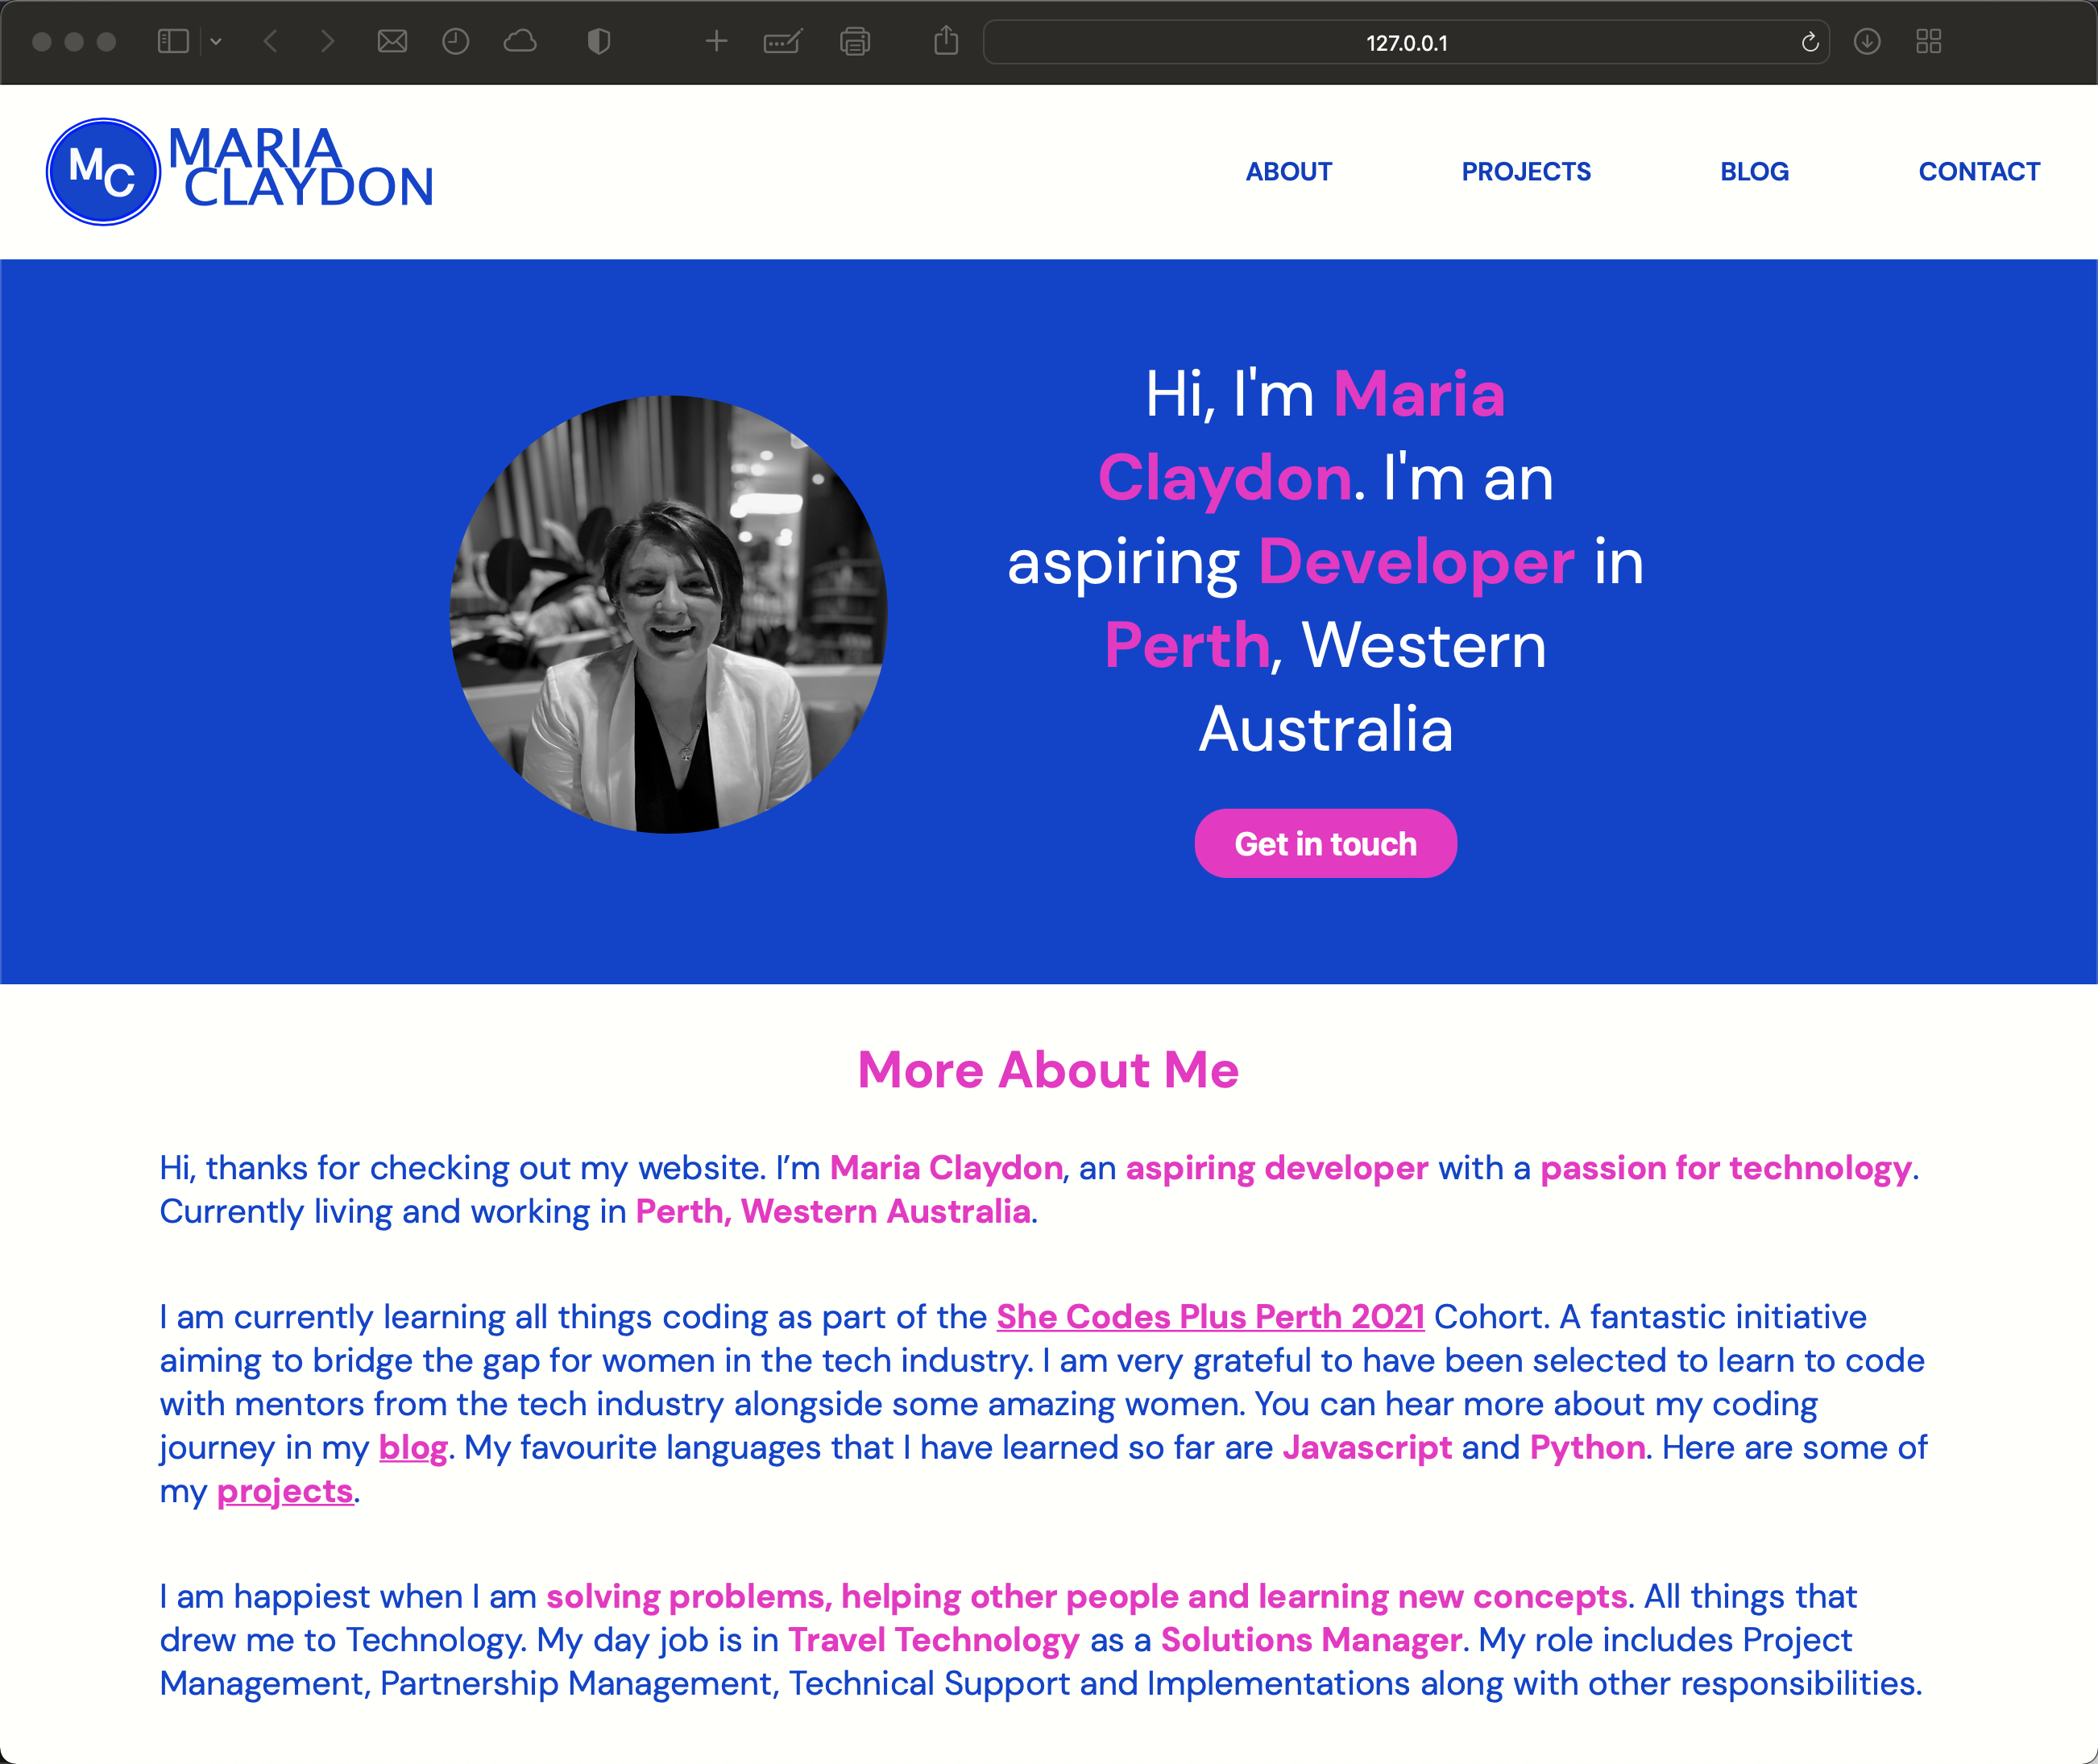 127.0.0.1
MC
MARIA
CLAYDON
ABOUT PROJECTS BLOG CONTACT
Hi, I'm Maria
Claydon. I'm an
aspiring Developer in
Perth, Western
Australia
Get in touch
More About Me
Hi, thanks for checking out my website. I’m Maria Claydon, an aspiring developer with a passion for technology.
Currently living and working in Perth, Western Australia.
I am currently learning all things coding as part of the She Codes Plus Perth 2021 Cohort. A fantastic initiative
aiming to bridge the gap for women in the tech industry. I am very grateful to have been selected to learn to code
with mentors from the tech industry alongside some amazing women. You can hear more about my coding
journey in my blog. My favourite languages that I have learned so far are Javascript and Python. Here are some of
my projects.
I am happiest when I am solving problems, helping other people and learning new concepts. All things that
drew me to Technology. My day job is in Travel Technology as a Solutions Manager. My role includes Project
Management, Partnership Management, Technical Support and Implementations along with other responsibilities.